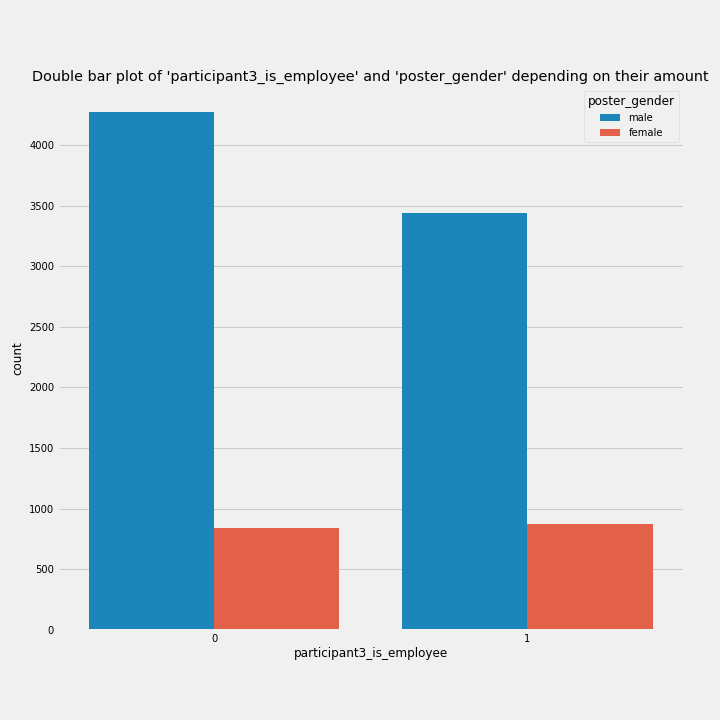 Double bar plot of 'participant3_is_employee' and 'poster_gender' depending on their amount
poster_gender
male
female
4000
3500
3000
2500
2000
1500
1000
500
0
count
0 1
participant3_is_employee